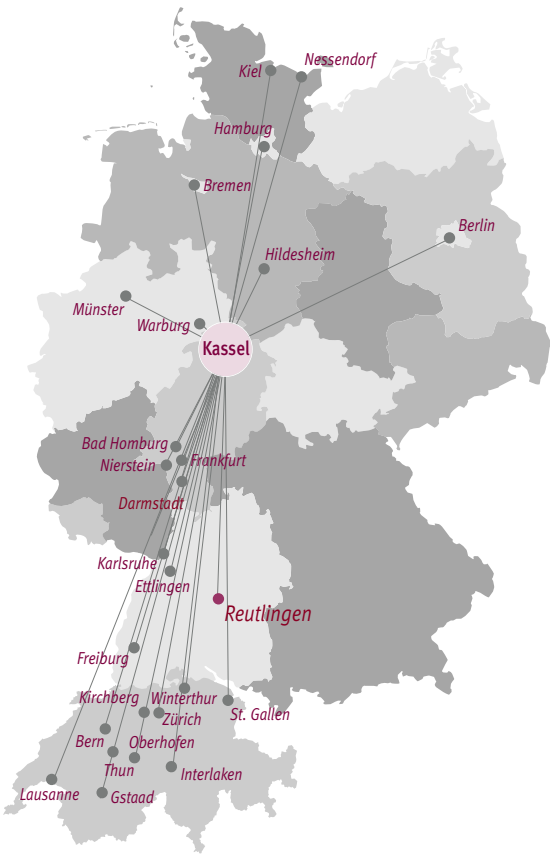 Nessendorf
Kiel
Hamburg
Bremen
Berlin
Hildesheim
Münster
Warburg
Kassel
Bad Homburg
Frankfurt
Nierstein
Darmstadt
Karlsruhe
Ettlingen
Reutlingen
Freiburg
Kirchberg
Winterthur
St. Gallen
Zürich
Bern
Oberhofen
Thun
Interlaken
Lausanne
Gstaad